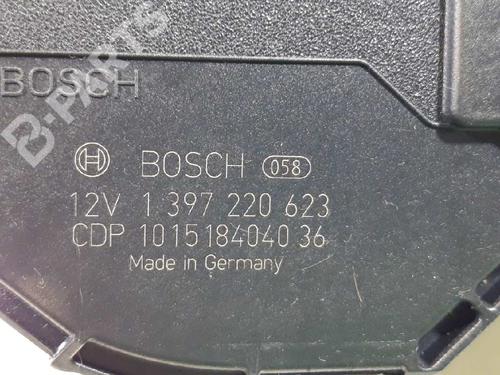 BOSCH
B-PARTS
BOSCH 058
12V 1 397 220 623
CDP 1015184040 36
Made in Germany